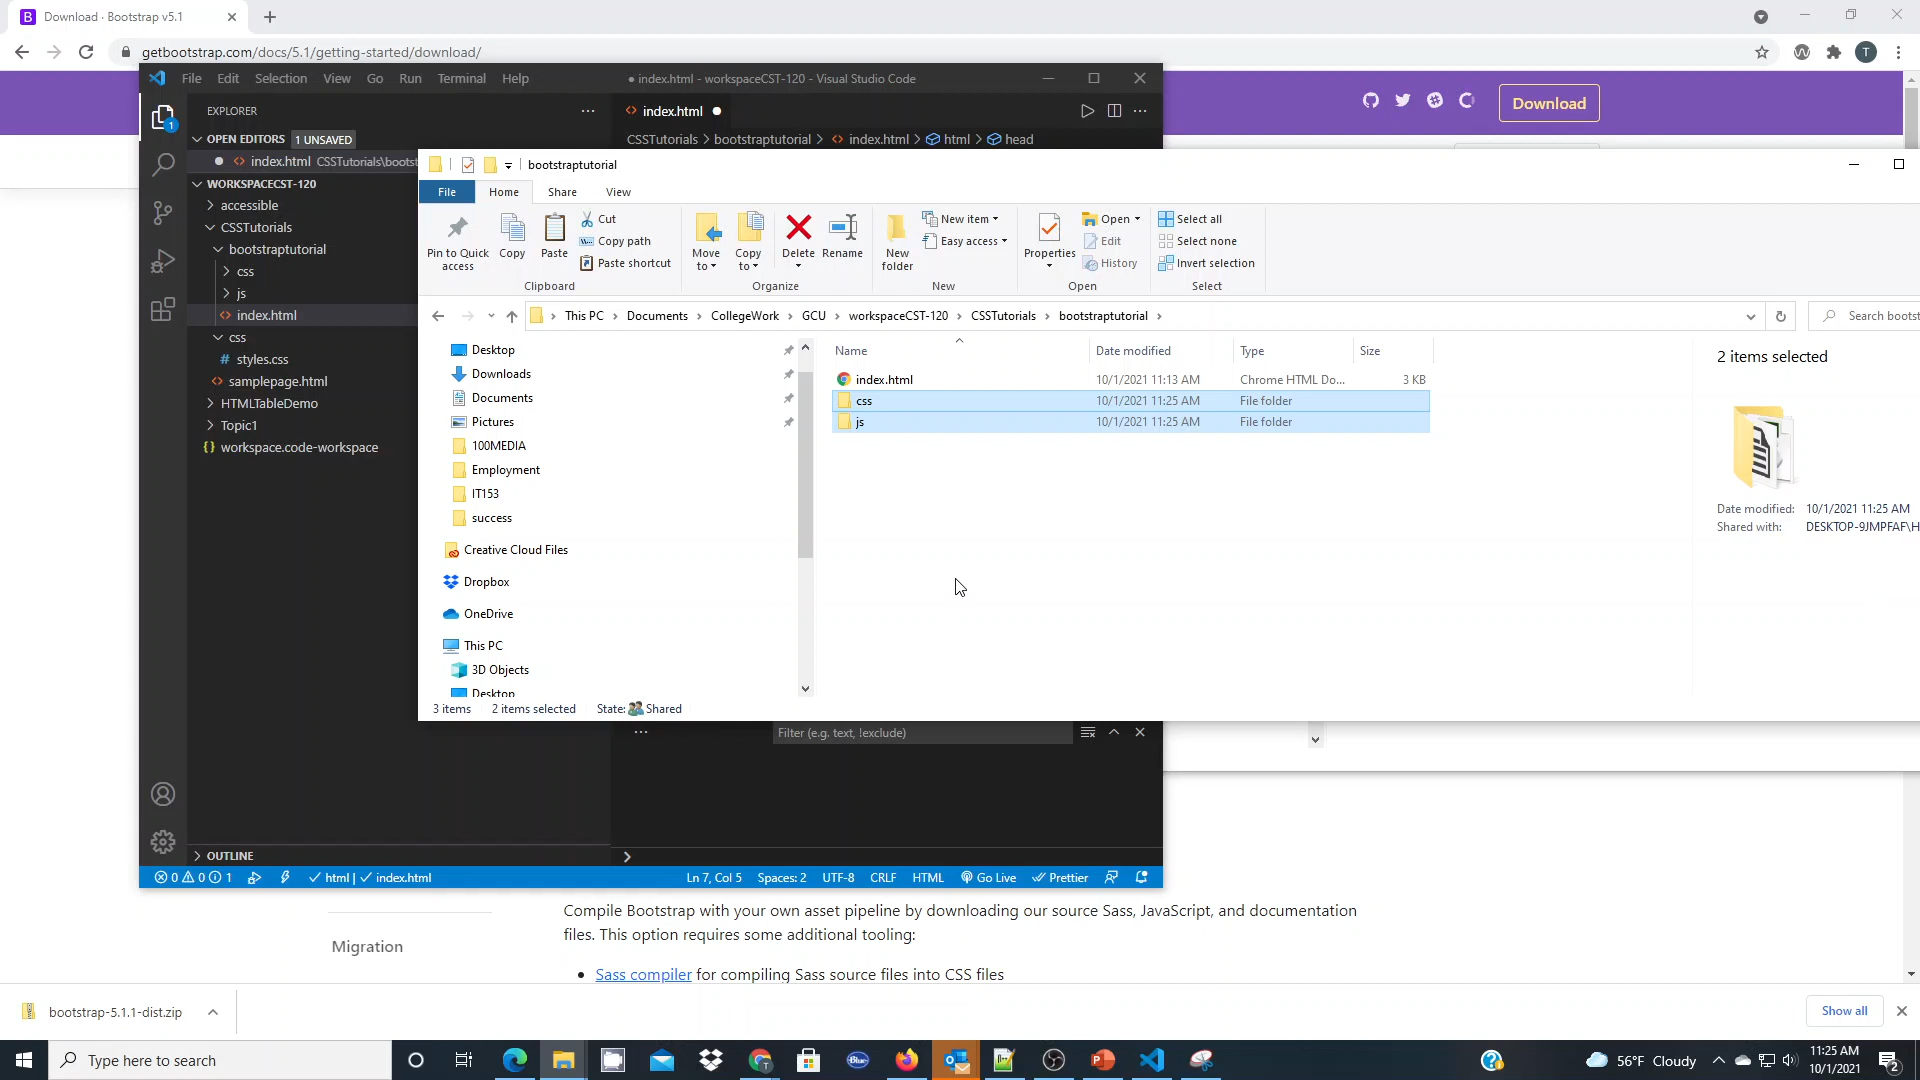 Download · Bootstrap v5.1
getbootstrap.com/docs/5.1/getting-started/download/
T
File Edit Selection View Go Run Terminal Help
● index.html - workspaceCST-120 - Visual Studio Code
Download
EXPLORER
index.html
OPEN EDITORS 1 UNSAVED
CSSTutorials > bootstraptutorial > index.html > html > head
index.html CSSTutorials\boots
WORKSPACECST-120
accessible
CSSTutorials
bootstraptutorial
css
js
index.html
css
styles.css
samplepage.html
HTMLTableDemo
Topic1
workspace.code-workspace
bootstraptutorial
File Home Share View
Pin to Quick access
Copy
Paste
Cut
Copy path
Paste shortcut
Clipboard
Move to
Copy to
Delete
Rename
Organize
New folder
New item
Easy access
New
Properties
Open
Edit
History
Open
Select all
Select none
Invert selection
Select
This PC > Documents > CollegeWork > GCU > workspaceCST-120 > CSSTutorials > bootstraptutorial >
Search bootst
Desktop
Downloads
Documents
Pictures
100MEDIA
Employment
IT153
success
Creative Cloud Files
Dropbox
OneDrive
This PC
3D Objects
Desktop
Name Date modified Type Size
index.html 10/1/2021 11:13 AM Chrome HTML Do... 3 KB
css 10/1/2021 11:25 AM File folder
js 10/1/2021 11:25 AM File folder
2 items selected
Date modified: 10/1/2021 11:25 AM
Shared with: DESKTOP-9JMPFAF\H
3 items 2 items selected State: Shared
Filter (e.g. text, !exclude)
OUTLINE
0 0 1 html | index.html
Ln 7, Col 5 Spaces: 2 UTF-8 CRLF HTML Go Live Prettier
Migration
Compile Bootstrap with your own asset pipeline by downloading our source Sass, JavaScript, and documentation
files. This option requires some additional tooling:
• Sass compiler for compiling Sass source files into CSS files
bootstrap-5.1.1-dist.zip
Show all
Type here to search
56°F Cloudy
11:25 AM
10/1/2021
2